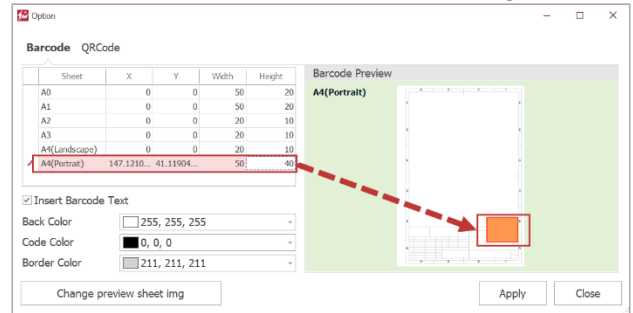 Option
Barcode QRCode
Sheet X Y Width Height
A0 0 0 50 20
A1 0 0 50 20
A2 0 0 20 10
A3 0 0 20 10
A4(Landscape) 0 0 20 10
A4(Portrait) 147.1210... 41.11904... 50 40
Insert Barcode Text
Back Color 255, 255, 255
Code Color 0, 0, 0
Border Color 211, 211, 211
Change preview sheet img
Barcode Preview
A4(Portrait)
Apply Close